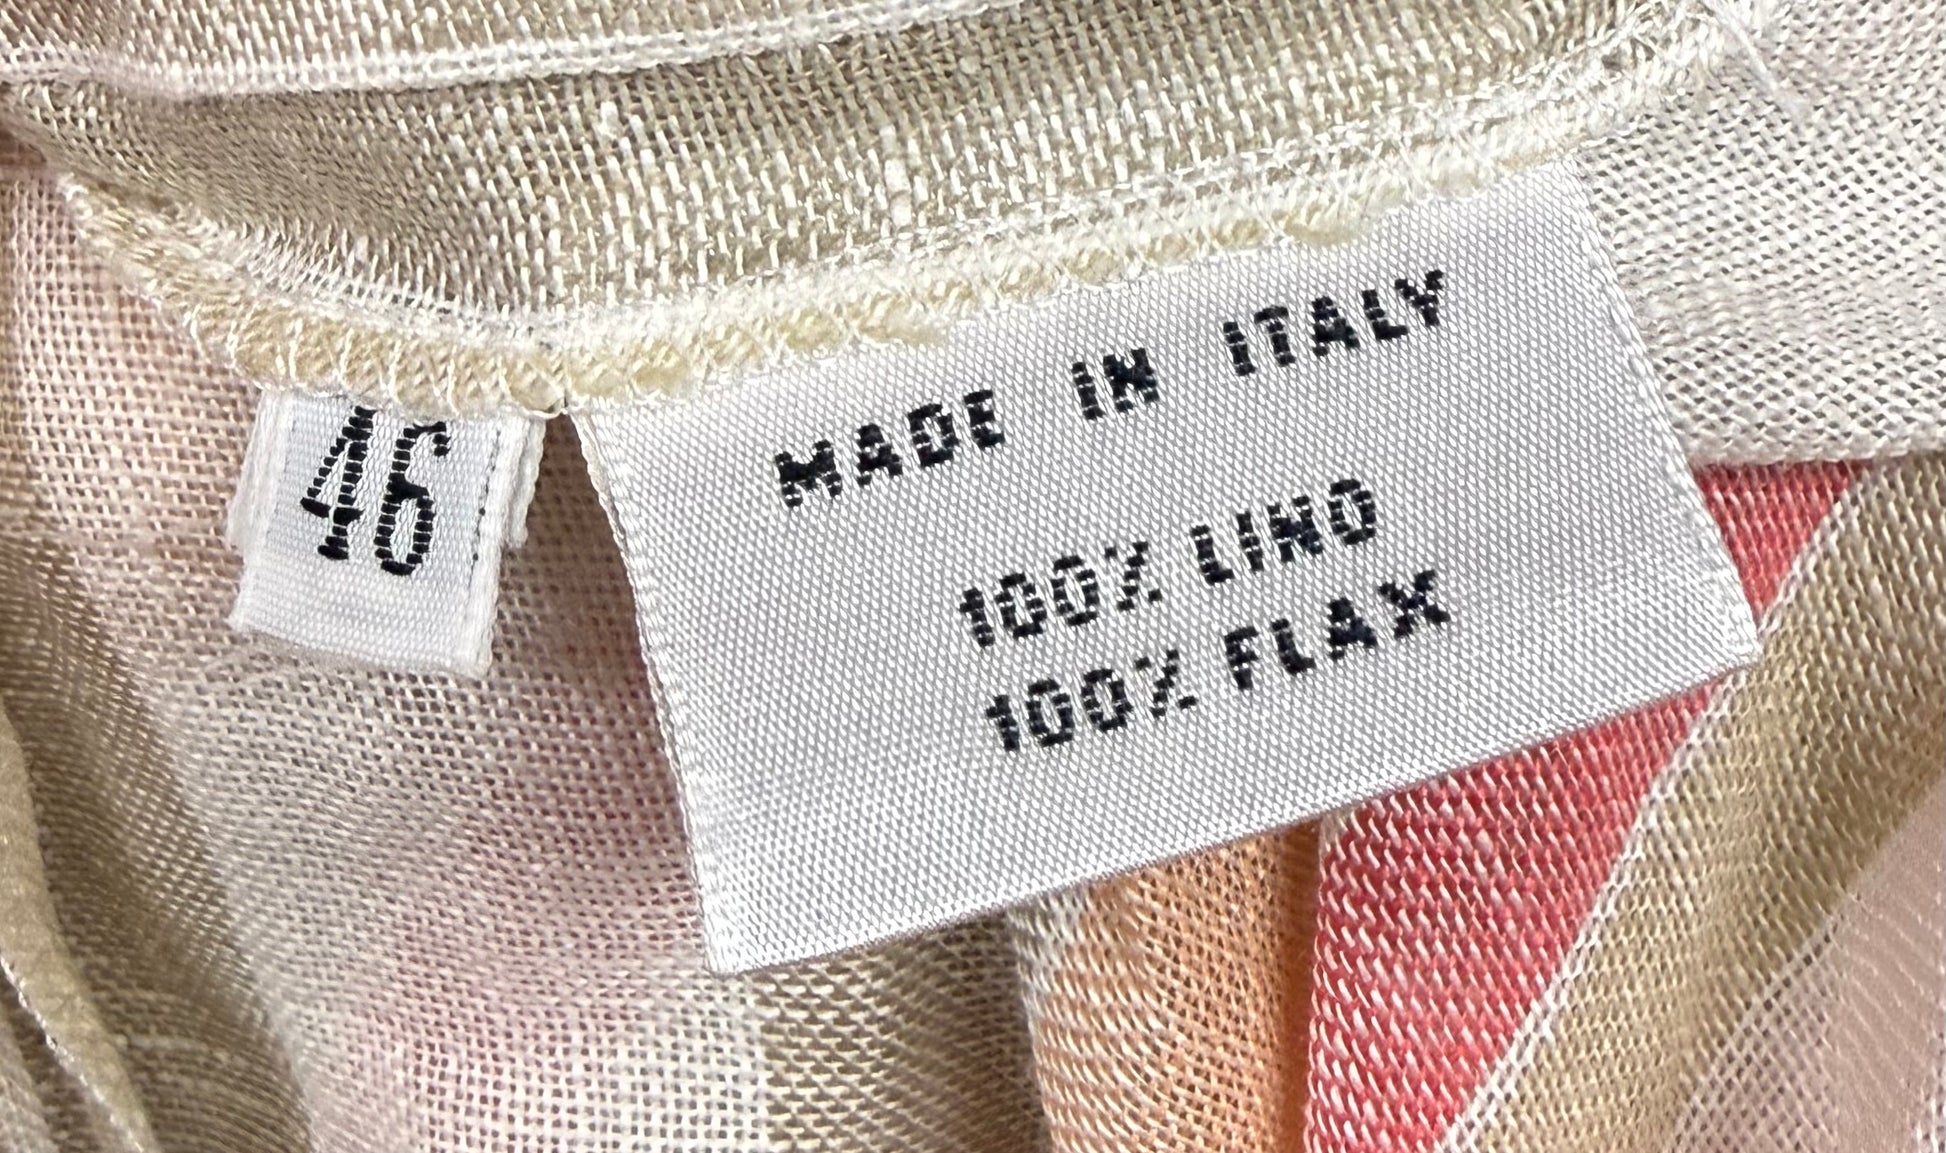 46
MADE IN ITALY
100% LINO
100% FLAX